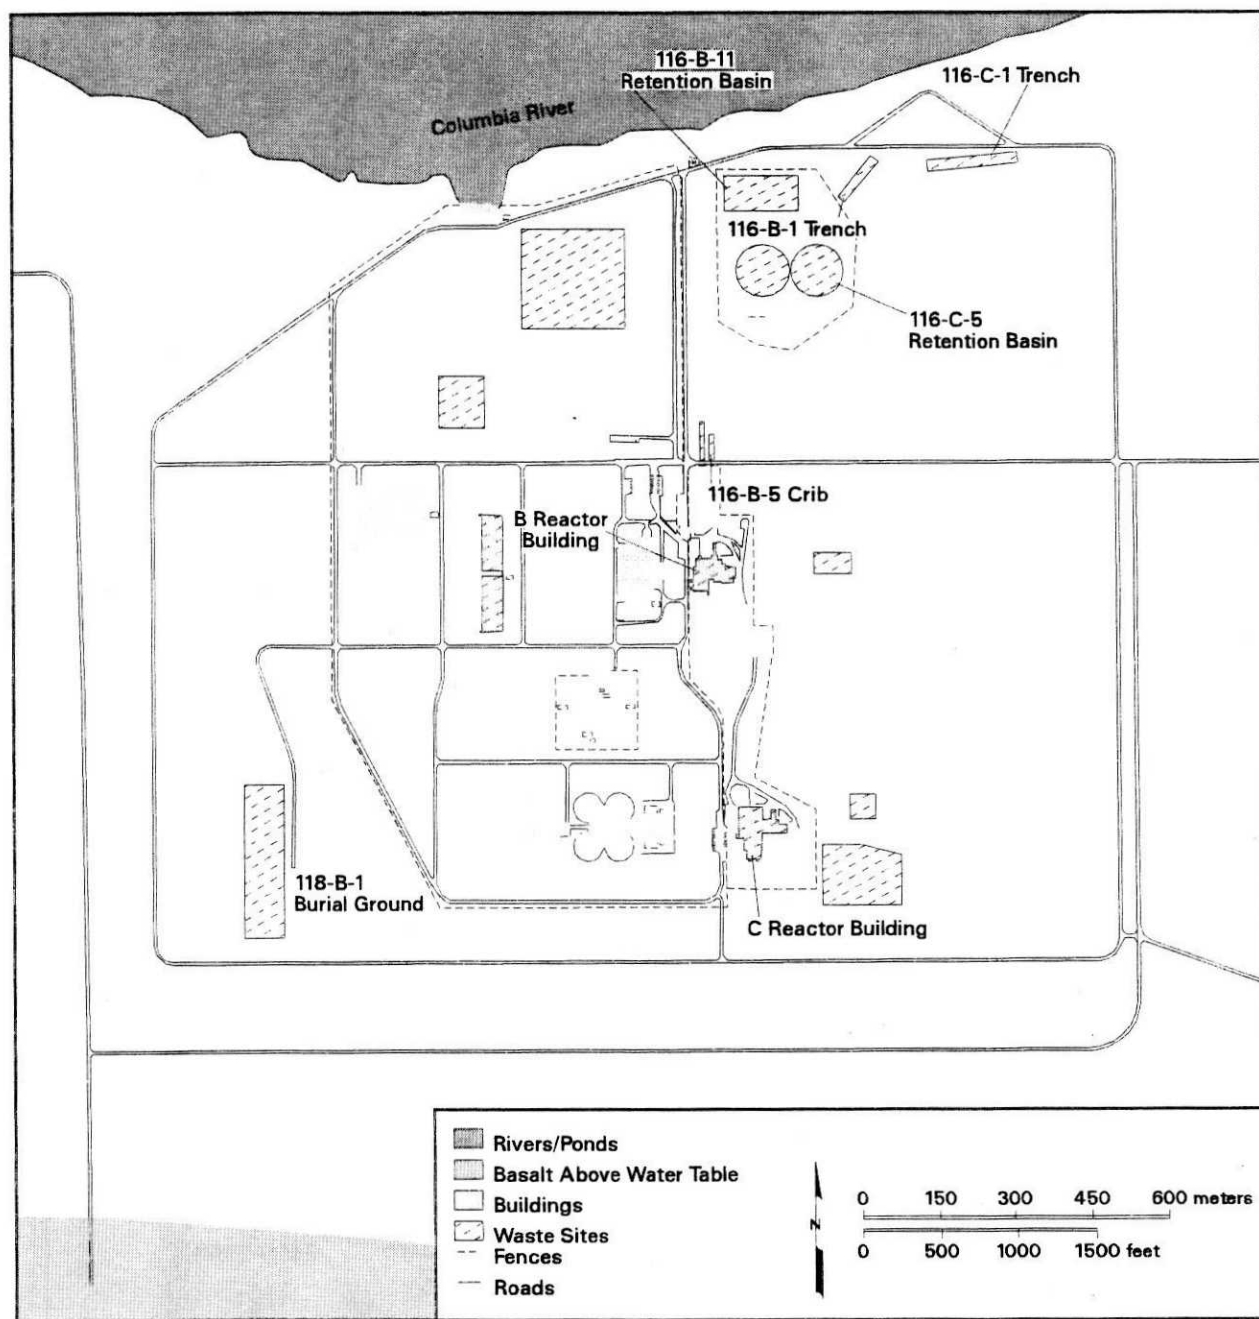 116-B-11
Retention Basin
116-C-1 Trench
Columbia River
116-B-1 Trench
116-C-5
Retention Basin
116-B-5 Crib
B Reactor
Building
118-B-1
Burial Ground
C Reactor Building
Rivers/Ponds
Basalt Above Water Table
Buildings
Waste Sites
Fences
Roads
N
0 150 300 450 600 meters
0 500 1000 1500 feet